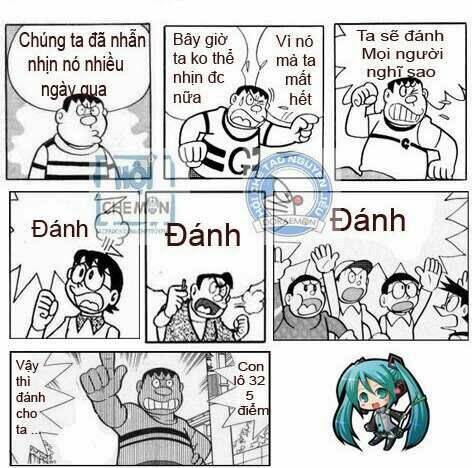 Chúng ta đã nhẫn
nhịn nó nhiều
ngày qua
Bây giờ
ta ko thể
nhịn đc
nữa
Vì nó
mà ta
mất
hết
Ta sẽ đánh
Mọi người
nghĩ sao
G
CHEMON
DORAEMON
Đánh
Đánh
Đánh
Vậy
thì
đánh
cho
ta ...
Con
lô 32
5
điểm